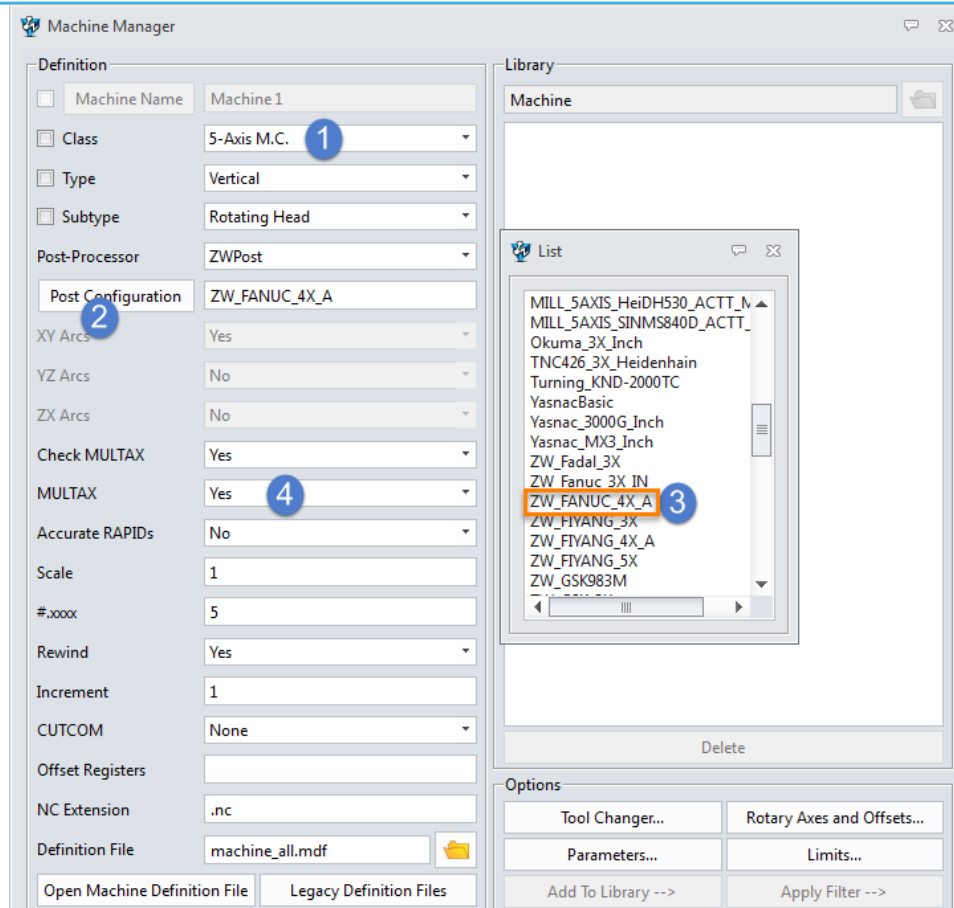 Machine Manager
Definition
Machine Name Machine 1
Class 5-Axis M.C. 1
Type Vertical
Subtype Rotating Head
Post-Processor ZWPost
Post Configuration ZW_FANUC_4X_A
2
XY Arcs Yes
YZ Arcs No
ZX Arcs No
Check MULTAX Yes
MULTAX Yes 4
Accurate RAPIDs No
Scale 1
#.xxxx 5
Rewind Yes
Increment 1
CUTCOM None
Offset Registers
NC Extension .nc
Definition File machine_all.mdf
Open Machine Definition File Legacy Definition Files
Library
Machine
List
MILL_5AXIS_HeiDH530_ACTT_
MILL_5AXIS_SINMS840D_ACTT_
Okuma_3X_Inch
TNC426_3X_Heidenhain
Turning_KND-2000TC
YasnacBasic
Yasnac_3000G_Inch
Yasnac_MX3_Inch
ZW_Fadal_3X
ZW_Fanuc_3X_IN
ZW_FANUC_4X_A 3
ZW_FIYANG_3X
ZW_FIYANG_4X_A
ZW_FIYANG_5X
ZW_GSK983M
Delete
Options
Tool Changer... Rotary Axes and Offsets...
Parameters... Limits...
Add To Library --> Apply Filter -->